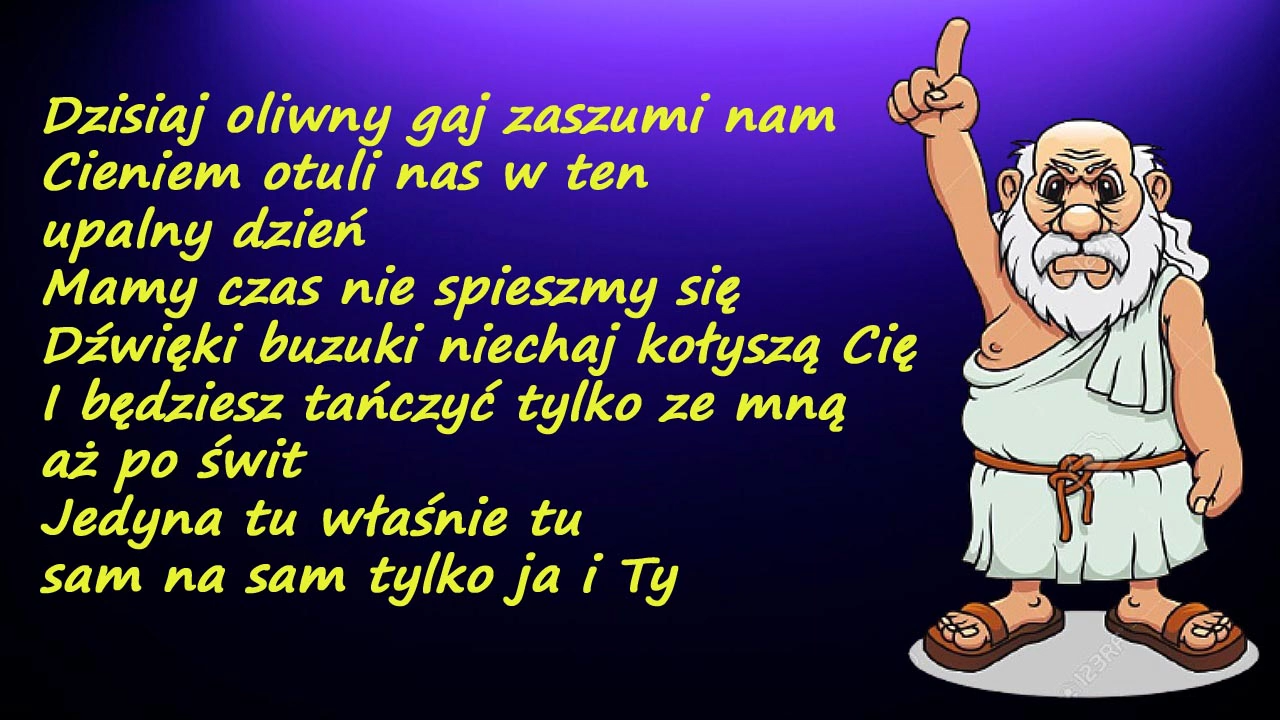 Dzisiaj oliwny gaj zaszumi nam
Cieniem otuli nas w ten
upalny dzień
Mamy czas nie spieszmy się
Dźwięki buzuki niechaj kołyszą Cię
I będziesz tańczyć tylko ze mną
aż po świt
Jedyna tu właśnie tu
sam na sam tylko ja i Ty